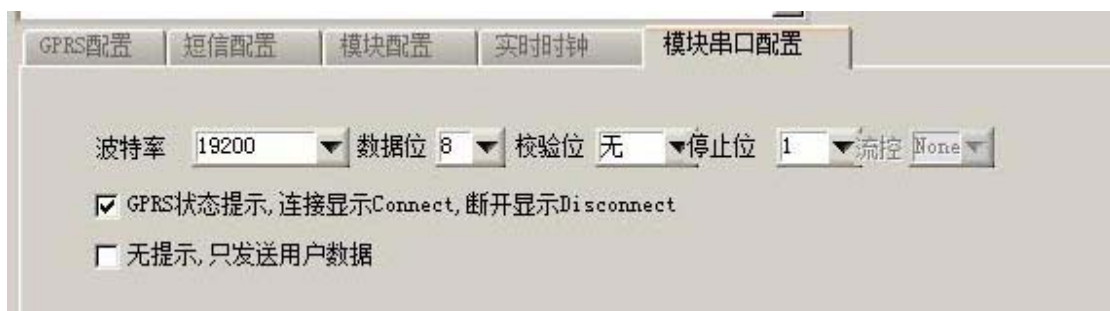 GPRS配置 短信配置 模块配置 实时时钟 模块串口配置
波特率 19200 数据位 8 校验位 无 停止位 1 流控 None
GPRS状态提示,连接显示Connect,断开显示Disconnect
无提示,只发送用户数据